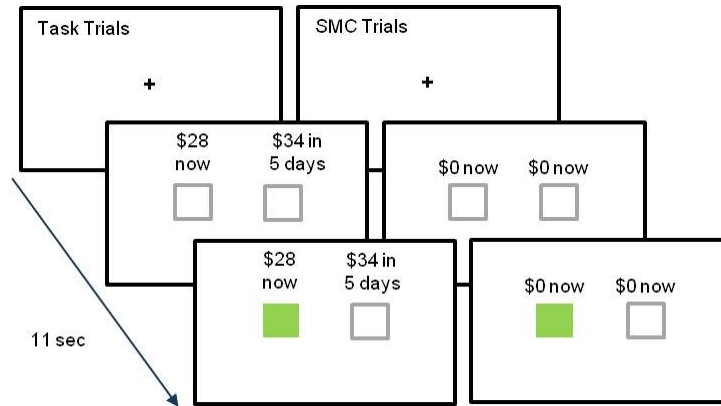 Task Trials
SMC Trials
+
+
$28 now
$34 in 5 days
$0 now
$0 now
$28 now
$34 in 5 days
$0 now
$0 now
11 sec